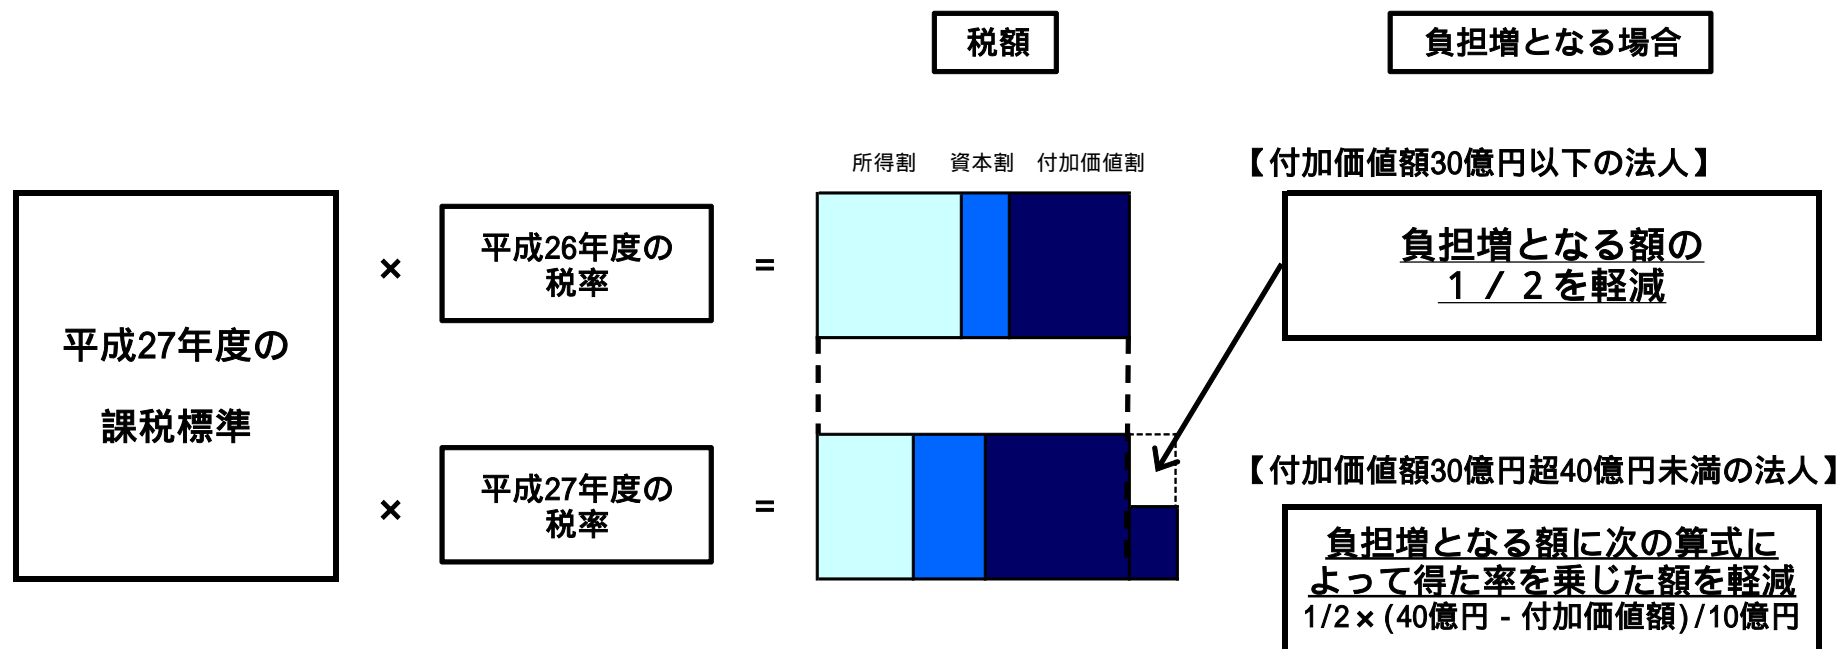 税額
負担増となる場合
所得割 資本割 付加価値割
【付加価値額30億円以下の法人】
平成27年度の
課税標準
×
平成26年度の
税率
=
負担増となる額の
1/2を軽減
×
平成27年度の
税率
=
【付加価値額30億円超40億円未満の法人】
負担増となる額に次の算式に
よって得た率を乗じた額を軽減
1/2×(40億円-付加価値額)/10億円